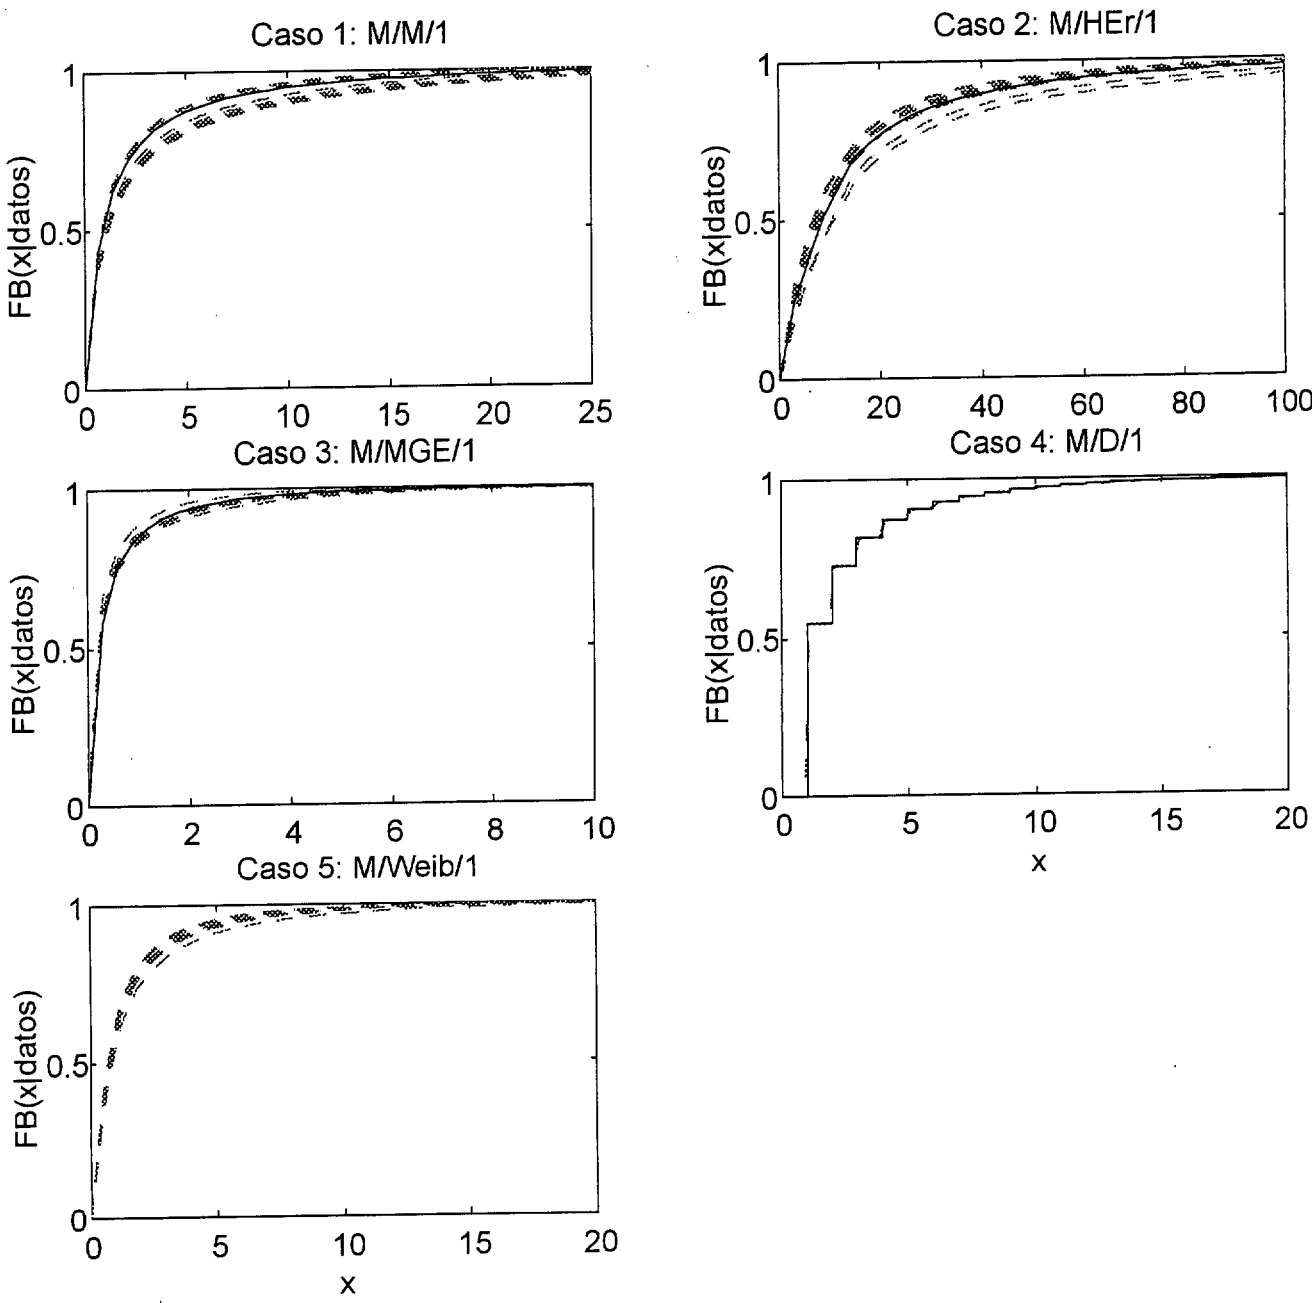 Caso 1: M/M/1
FB(x|datos)
1
0.5
0
0 5 10 15 20 25
Caso 2: M/HEr/1
FB(x|datos)
1
0.5
0
0 20 40 60 80 100
Caso 3: M/MGE/1
FB(x|datos)
1
0.5
0
0 2 4 6 8 10
Caso 4: M/D/1
FB(x|datos)
1
0.5
0
0 5 10 15 20
x
Caso 5: M/Weib/1
FB(x|datos)
1
0.5
0
0 5 10 15 20
x